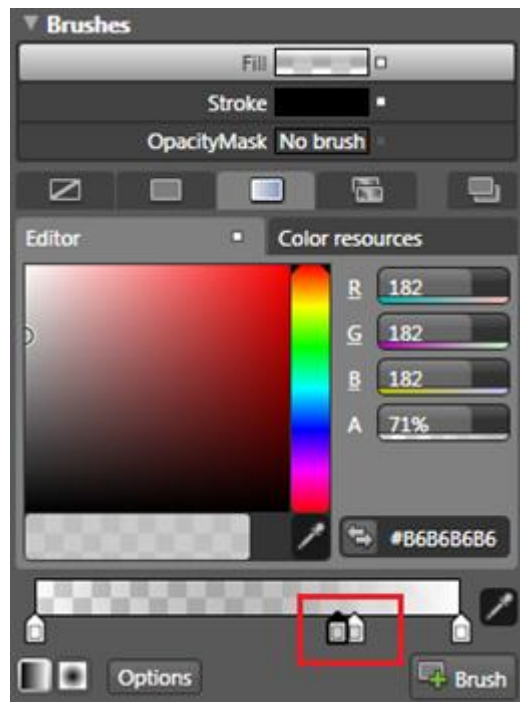 Brushes
Fill
Stroke
OpacityMask No brush
Editor Color resources
R 182
G 182
B 182
A 71%
#B6B6B6B6
Options Brush